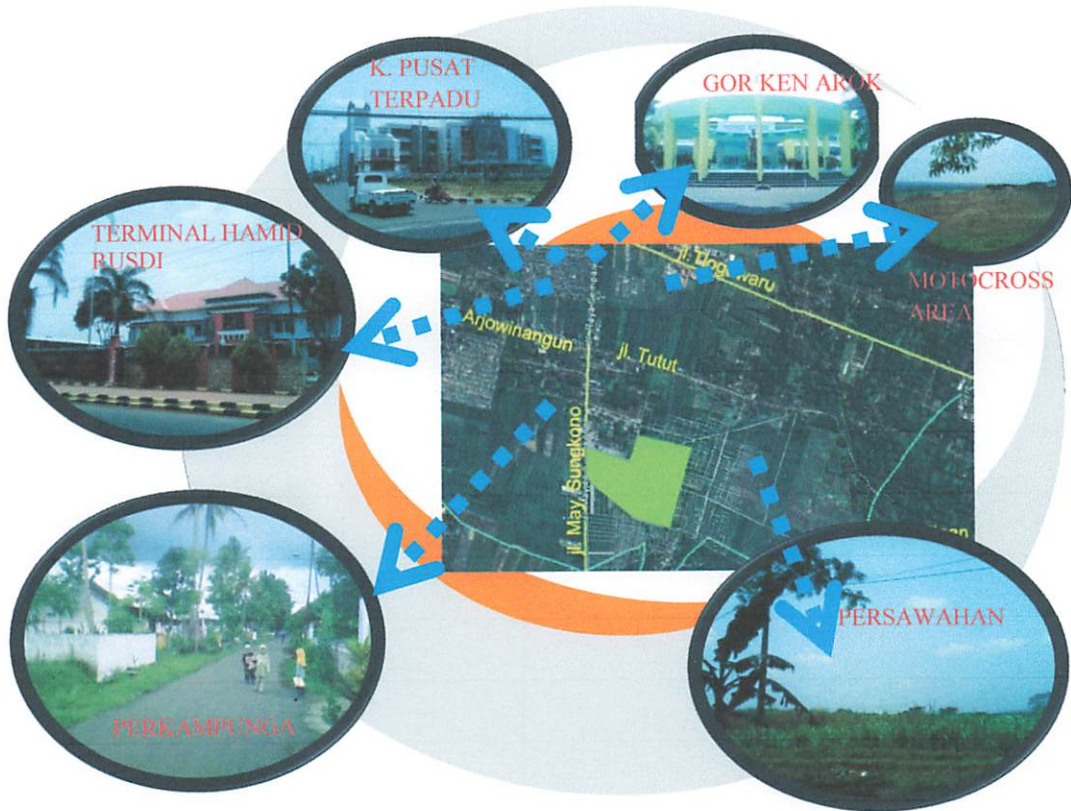 K. PUSAT
TERPADU
GOR KEN AROK
TERMINAL HAMID
RUSDI
MOTOCROSS
AREA
Arjowinangun
jl. Tutut
jl. May. Sungkono
PERSAWAHAN
PERKAMPUNGA